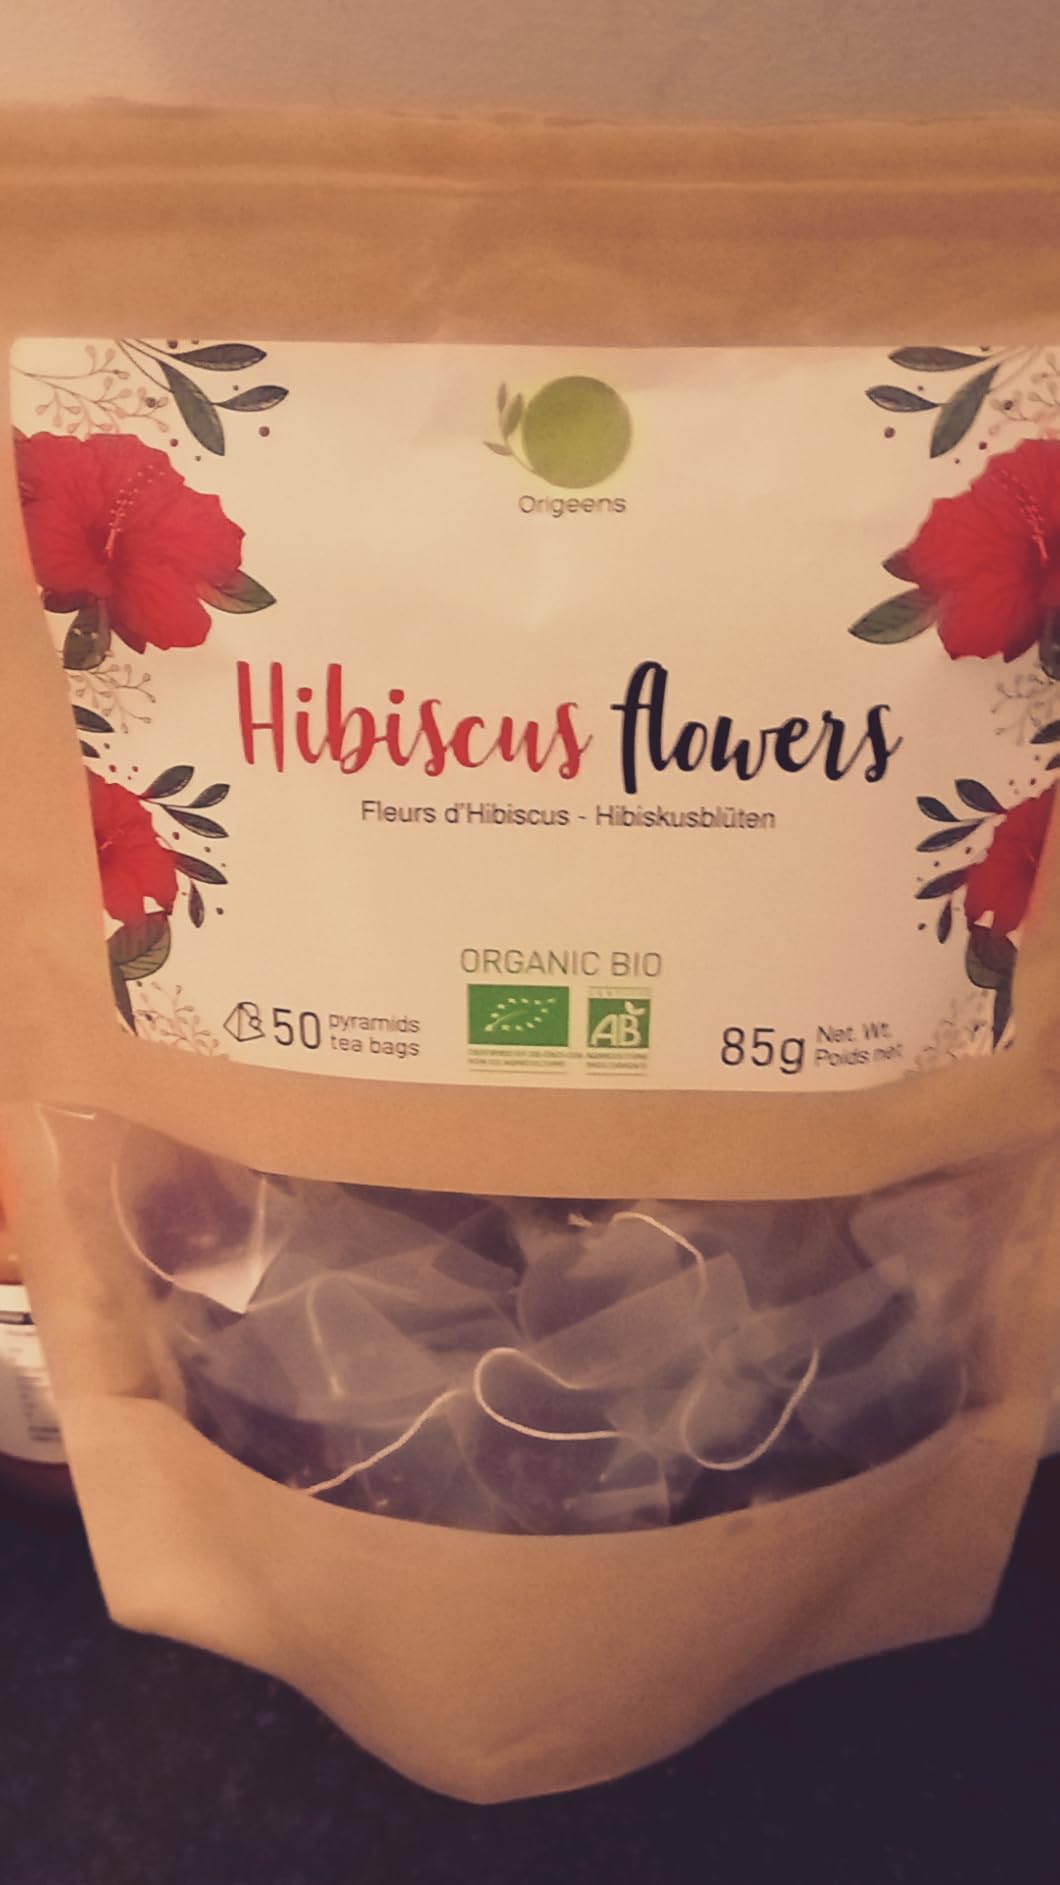 Origeens
Hibiscus flowers
Fleurs d'Hibiscus - Hibiskusblüten
ORGANIC BIO
50 pyramids
tea bags
AB
85g Net. Wt.
Poids net